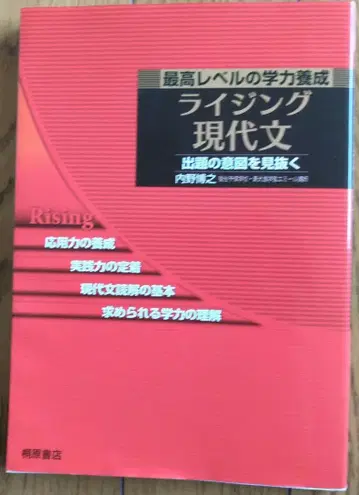 最高レベルの学力養成
ライジング
現代文
出題の意図を見抜く
内野博之
Rising
応用力の養成
実践力の定着
現代文読解の基本
求められる学力の理解
桐原書店